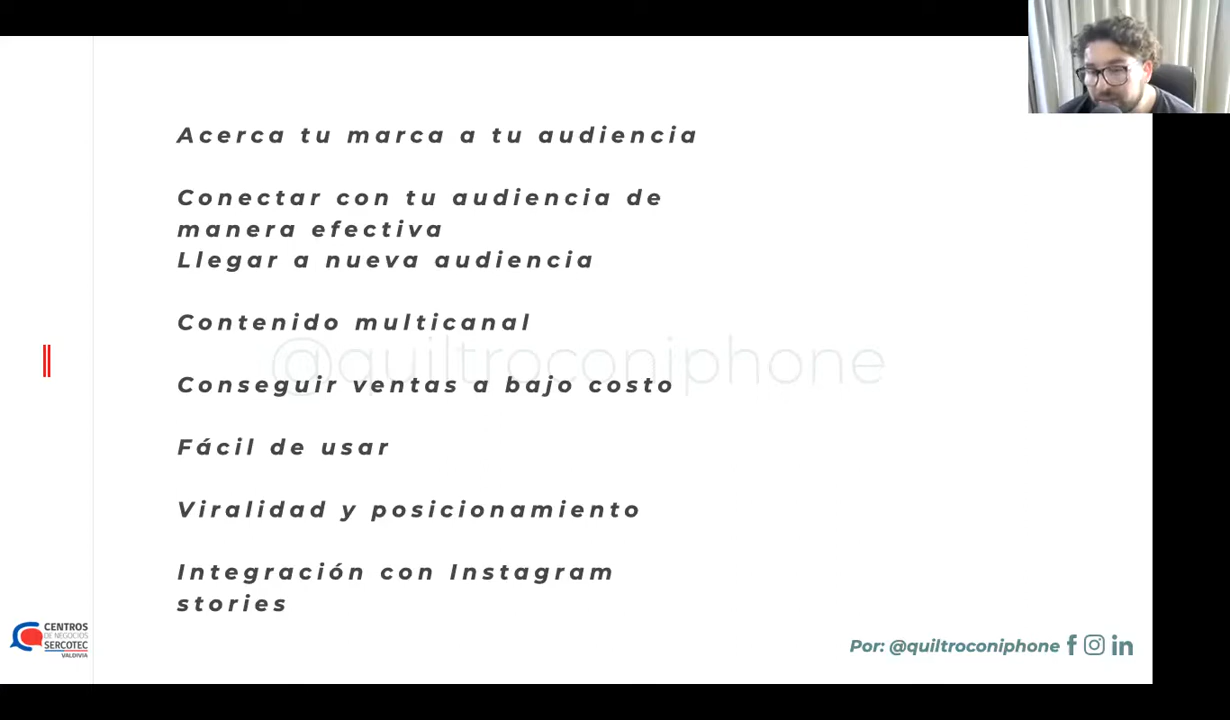 Acerca tu marca a tu audiencia
Conectar con tu audiencia de
manera efectiva
Llegar a nueva audiencia
Contenido multicanal
@quiltroconiphone
Conseguir ventas a bajo costo
Fácil de usar
Viralidad y posicionamiento
Integración con Instagram
stories
CENTROS
DE NEGOCIOS
SERCOTEC
VALDIVIA
Por: @quiltroconiphone